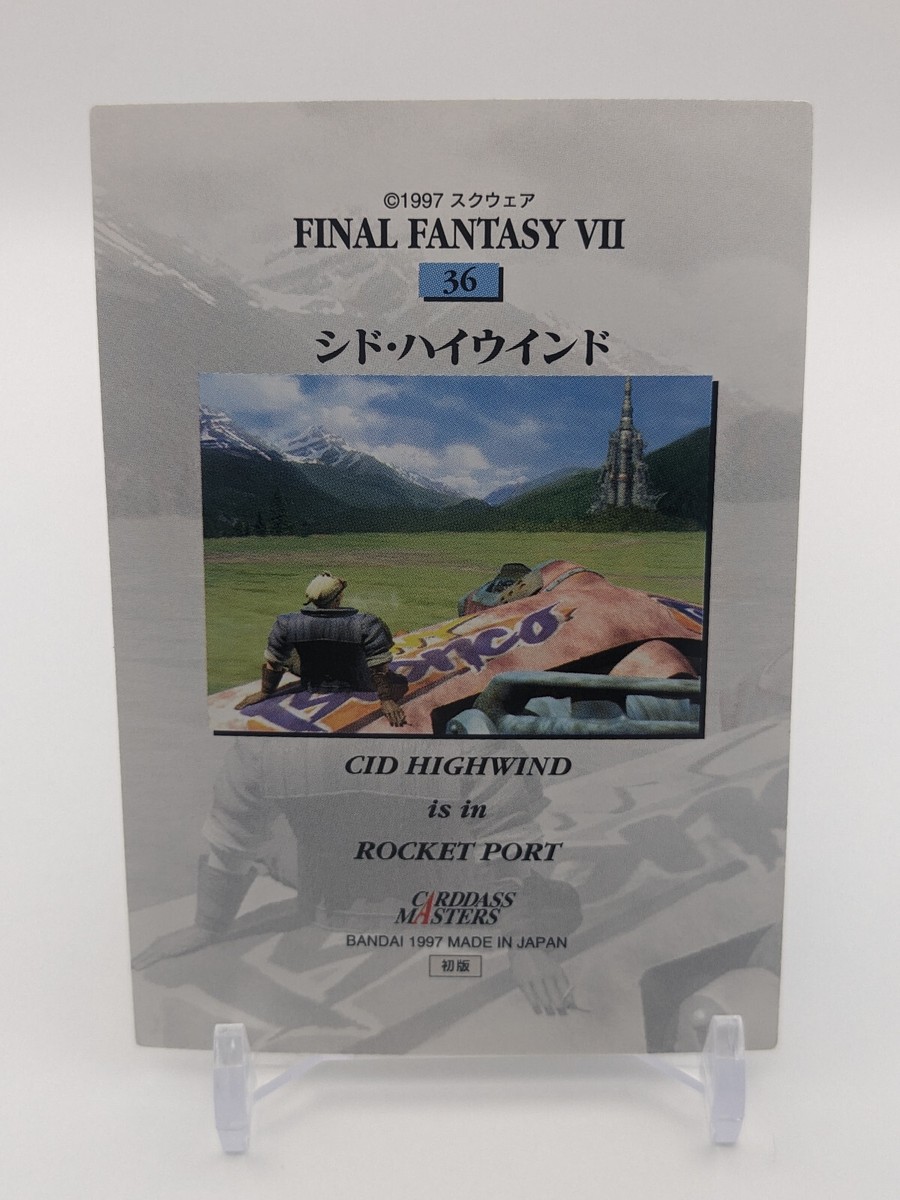 ©1997 スクウェア
FINAL FANTASY VII
36
シド・ハイウインド
Bronco
CID HIGHWIND
is in
ROCKET PORT
CARDDASS
MASTERS
BANDAI 1997 MADE IN JAPAN
初版